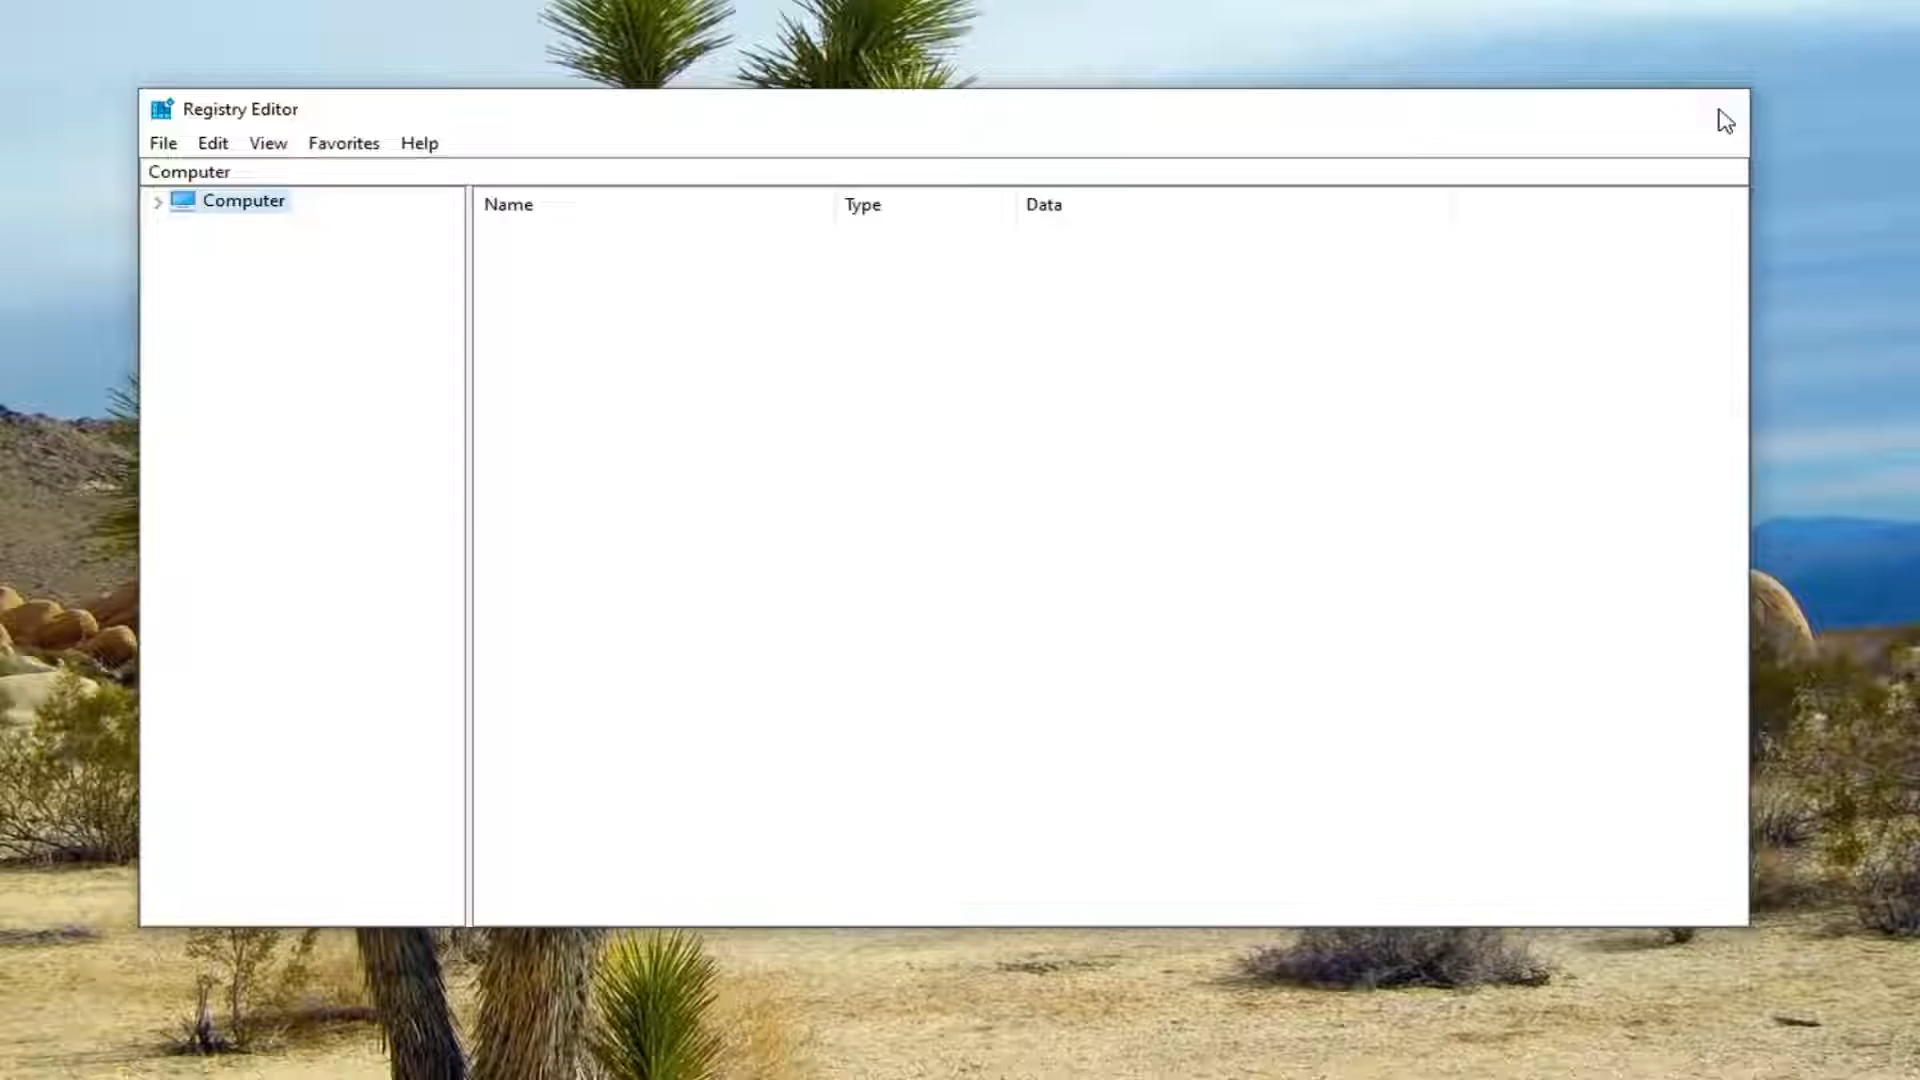 Registry Editor
File Edit View Favorites Help
Computer
Computer
Name Type Data